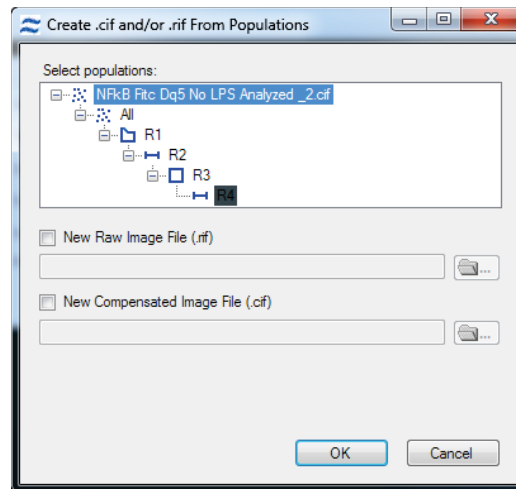 Create .cif and/or .rif From Populations
Select populations:
NFkB Fitc Dq5 No LPS Analyzed _2.cif
All
R1
R2
R3
R4
New Raw Image File (.rif)
...
New Compensated Image File (.cif)
...
OK Cancel